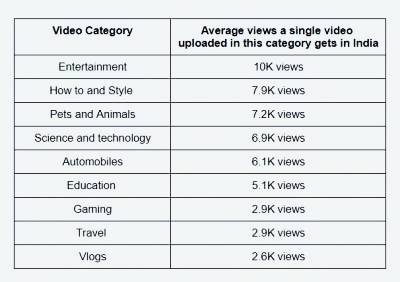 Video Category
Average views a single video
uploaded in this category gets in India
Entertainment
10K views
How to and Style
7.9K views
Pets and Animals
7.2K views
Science and technology
6.9K views
Automobiles
6.1K views
Education
5.1K views
Gaming
2.9K views
Travel
2.9K views
Vlogs
2.6K views